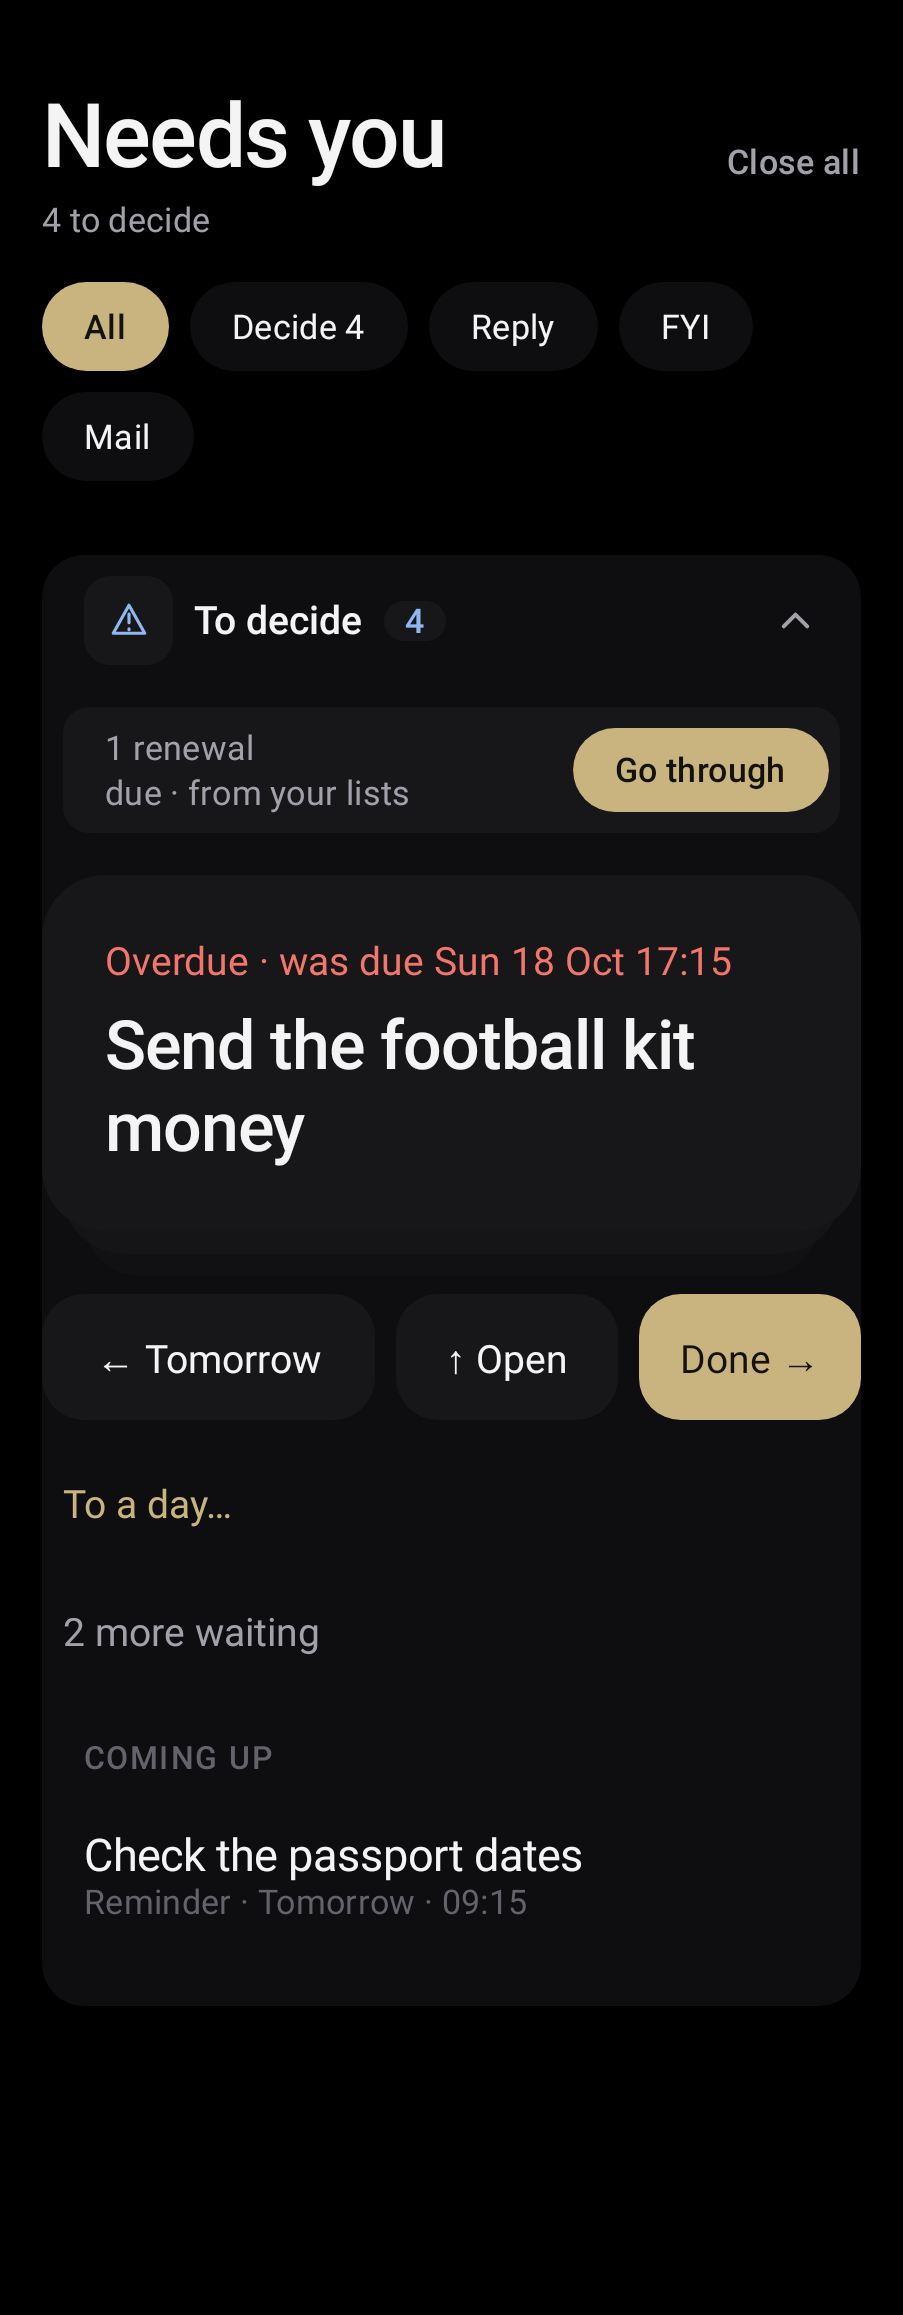 Needs you
Close all
4 to decide
All
Decide 4
Reply
FYI
Mail
To decide
4
1 renewal
due · from your lists
Go through
Overdue · was due Sun 18 Oct 17:15
Send the football kit
money
← Tomorrow
↑ Open
Done →
To a day…
2 more waiting
COMING UP
Check the passport dates
Reminder · Tomorrow · 09:15